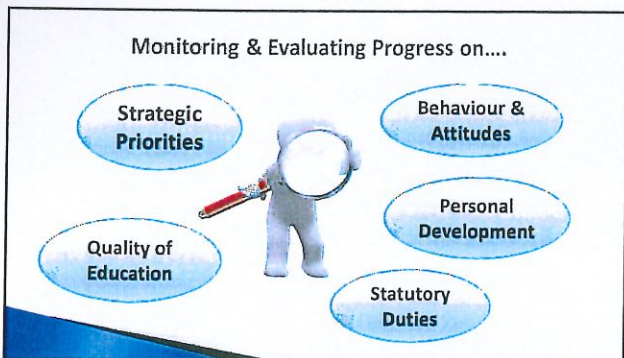 Monitoring & Evaluating Progress on....
Strategic
Priorities
Behaviour &
Attitudes
Quality of
Education
Personal
Development
Statutory
Duties